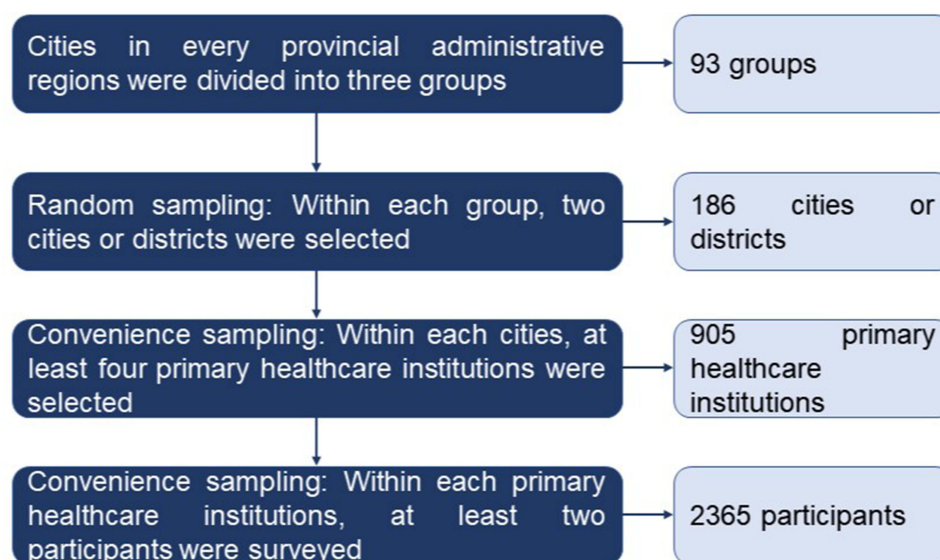 Cities in every provincial administrative
regions were divided into three groups
93 groups
Random sampling: Within each group, two
cities or districts were selected
186 cities or
districts
Convenience sampling: Within each cities, at
least four primary healthcare institutions were
selected
905 primary
healthcare
institutions
Convenience sampling: Within each primary
healthcare institutions, at least two
participants were surveyed
2365 participants